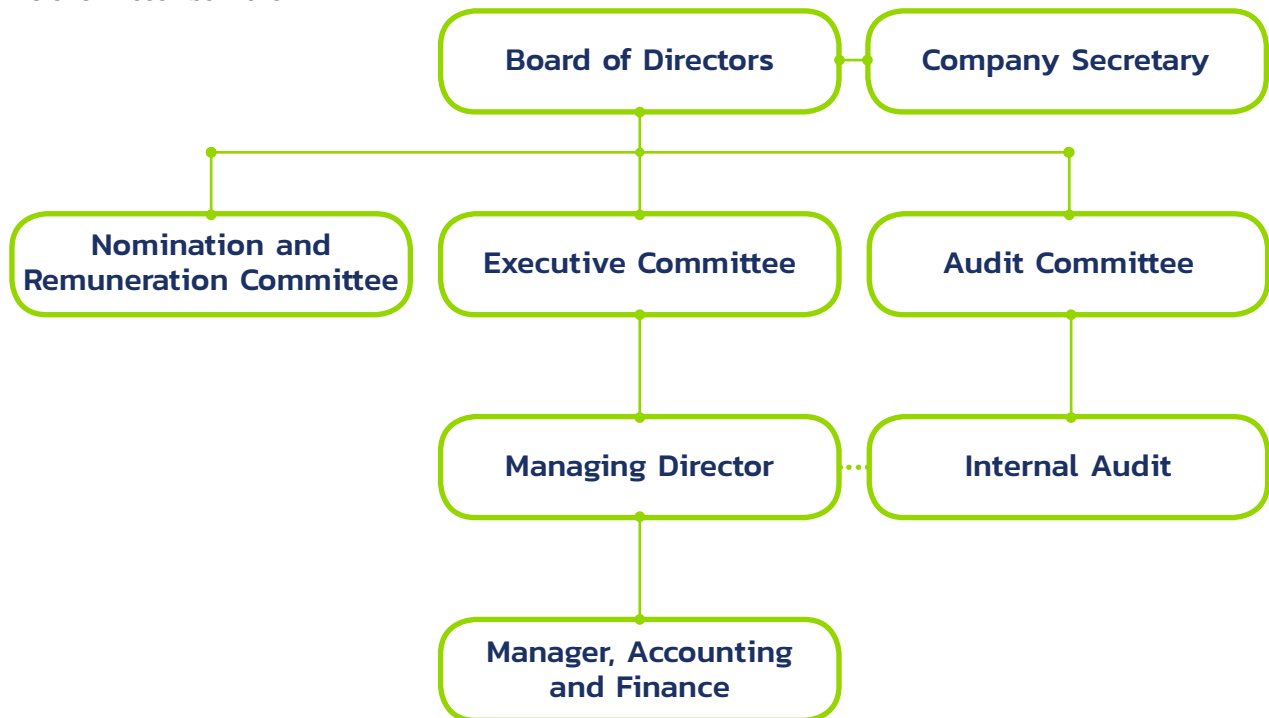 Board of Directors
Company Secretary
Nomination and
Remuneration Committee
Executive Committee
Audit Committee
Managing Director
Internal Audit
Manager, Accounting
and Finance